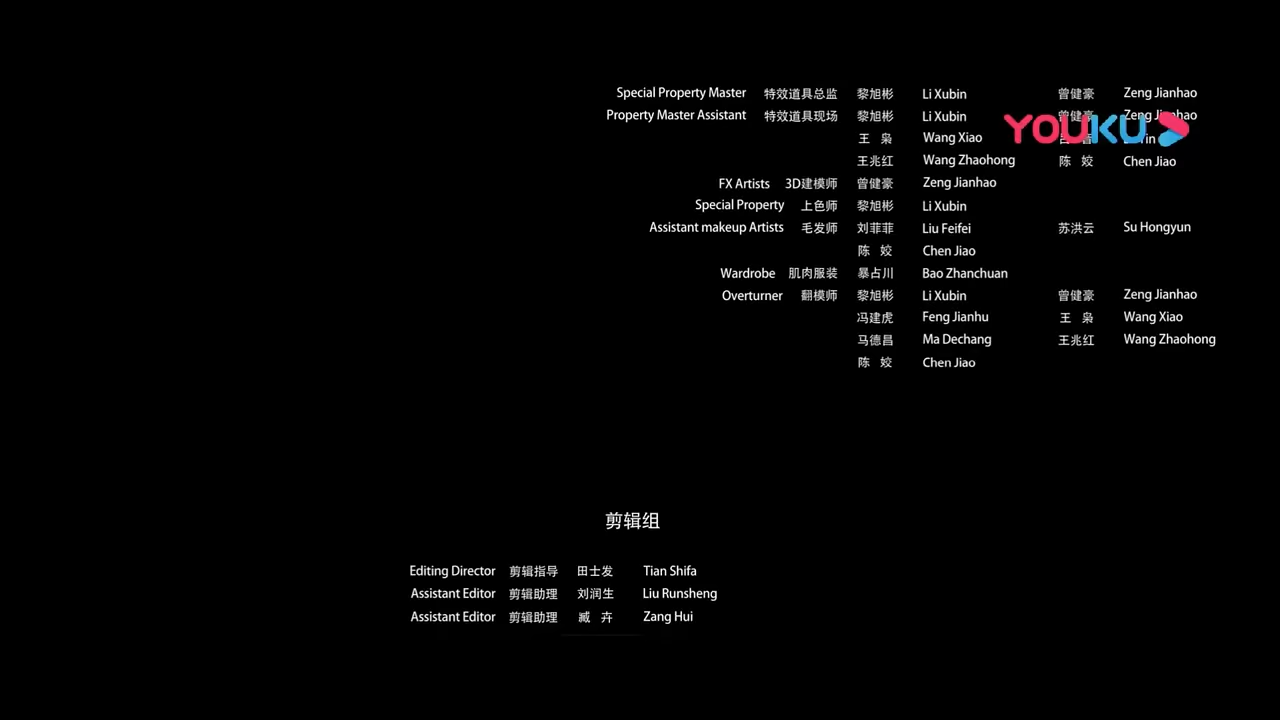 Special Property Master 特效道具总监 黎旭彬 Li Xubin 曾健豪 Zeng Jianhao
Property Master Assistant 特效道具现场 黎旭彬 Li Xubin 曾健豪 Zeng Jianhao
YOUKU
王 枭 Wang Xiao
王兆红 Wang Zhaohong 陈 姣 Chen Jiao
FX Artists 3D建模师 曾健豪 Zeng Jianhao
Special Property 上色师 黎旭彬 Li Xubin
Assistant makeup Artists 毛发师 刘菲菲 Liu Feifei 苏洪云 Su Hongyun
陈 姣 Chen Jiao
Wardrobe 肌肉服装 暴占川 Bao Zhanchuan
Overturner 翻模师 黎旭彬 Li Xubin 曾健豪 Zeng Jianhao
冯建虎 Feng Jianhu 王 枭 Wang Xiao
马德昌 Ma Dechang 王兆红 Wang Zhaohong
陈 姣 Chen Jiao
剪辑组
Editing Director 剪辑指导 田士发 Tian Shifa
Assistant Editor 剪辑助理 刘润生 Liu Runsheng
Assistant Editor 剪辑助理 臧 卉 Zang Hui